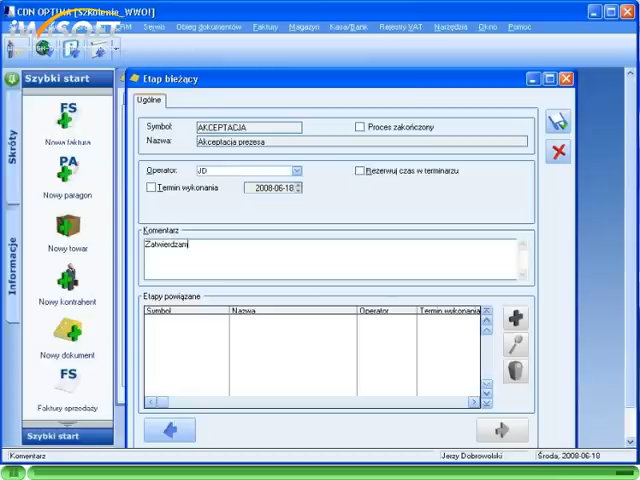 CDN OPTIMA [Szkolenie_WWO!]
Serwis Obieg dokumentów Faktury Magazyn Kasa/Bank Rejestry VAT Narzędzia Okno Pomoc
Szybki start
Skróty
Informacje
FS
Nowa faktura
PA
Nowy paragon
Nowy towar
Nowy kontrahent
Nowy dokument
FS
Faktury sprzedaży
Szybki start
Etap bieżący
Ogólne
Symbol: AKCEPTACJA
Proces zakończony
Nazwa: Akceptacja prezesa
Operator: JD
Rezerwuj czas w terminarzu
Termin wykonania 2008-06-18
Komentarz
Zatwierdzam
Etapy powiązane
Symbol Nazwa Operator Termin wykonania
Komentarz Jerzy Dobrowolski Środa, 2008-06-18